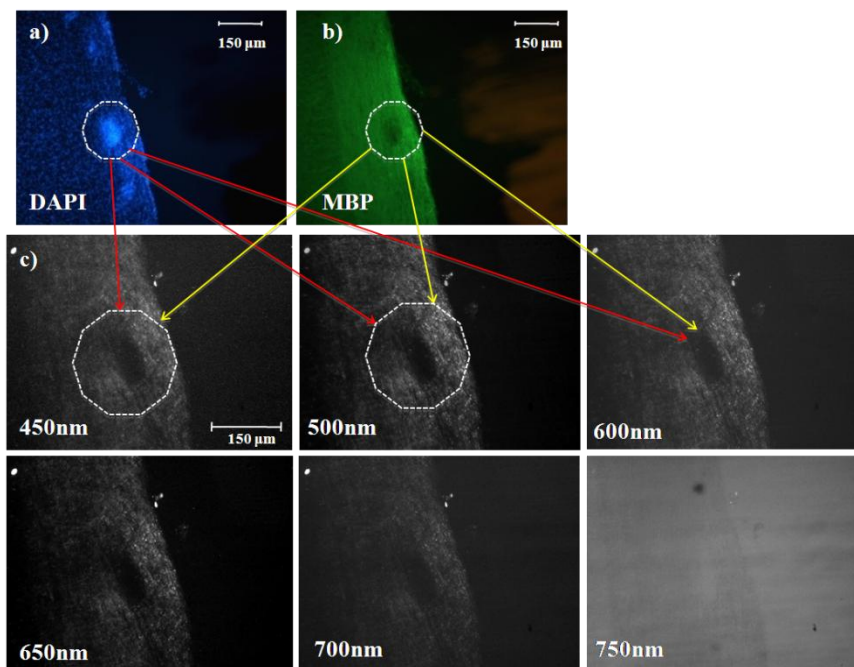 a)
150 µm
DAPI
b)
150 µm
MBP
c)
450nm
150 µm
500nm
600nm
650nm
700nm
750nm